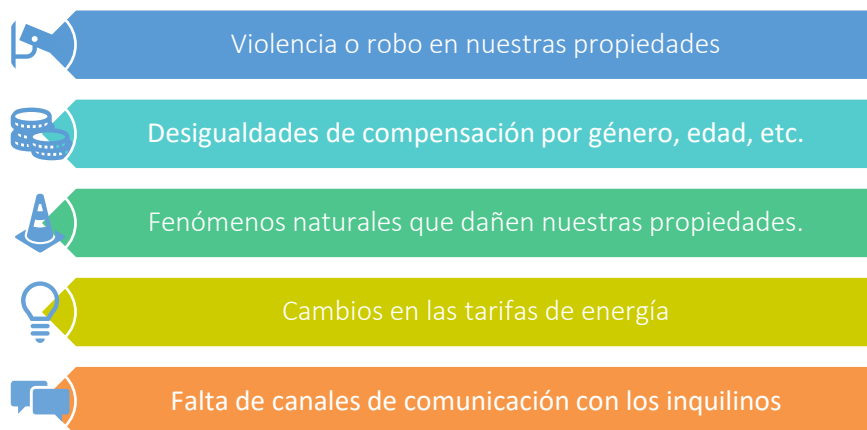 Violencia o robo en nuestras propiedades
Desigualdades de compensación por género, edad, etc.
Fenómenos naturales que dañen nuestras propiedades.
Cambios en las tarifas de energía
Falta de canales de comunicación con los inquilinos